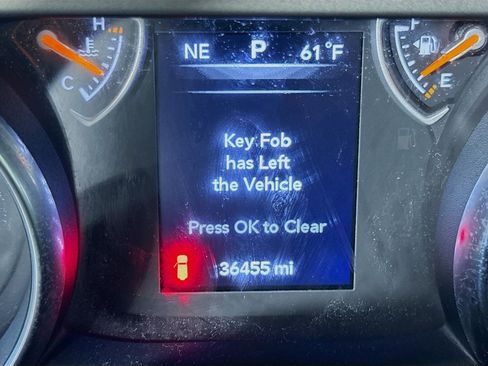 H
C
NE P 61°F
F
E
Key Fob
has Left
the Vehicle
Press OK to Clear
36455 mi